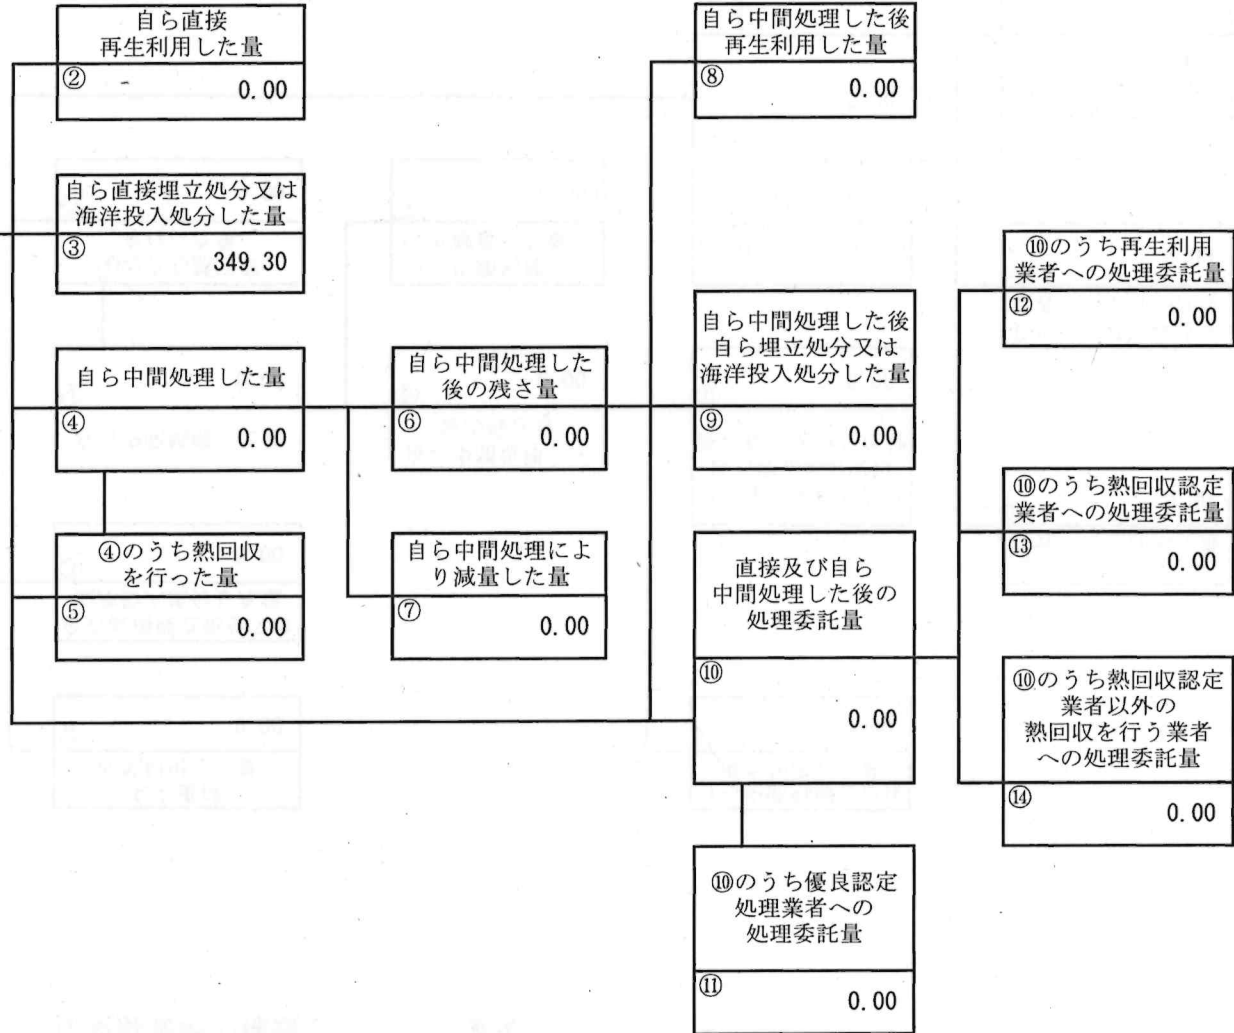 自ら直接
再生利用した量
② 0.00
自ら直接埋立処分又は
海洋投入処分した量
③ 349.30
自ら中間処理した量
④ 0.00
④のうち熱回収
を行った量
⑤ 0.00
自ら中間処理した
後の残さ量
⑥ 0.00
自ら中間処理によ
り減量した量
⑦ 0.00
自ら中間処理した後
再生利用した量
⑧ 0.00
自ら中間処理した後
自ら埋立処分又は
海洋投入処分した量
⑨ 0.00
直接及び自ら
中間処理した後の
処理委託量
⑩
0.00
⑩のうち優良認定
処理業者への
処理委託量
⑪ 0.00
⑩のうち再生利用
業者への処理委託量
⑫ 0.00
⑩のうち熱回収認定
業者への処理委託量
⑬ 0.00
⑩のうち熱回収認定
業者以外の
熱回収を行う業者
への処理委託量
⑭ 0.00